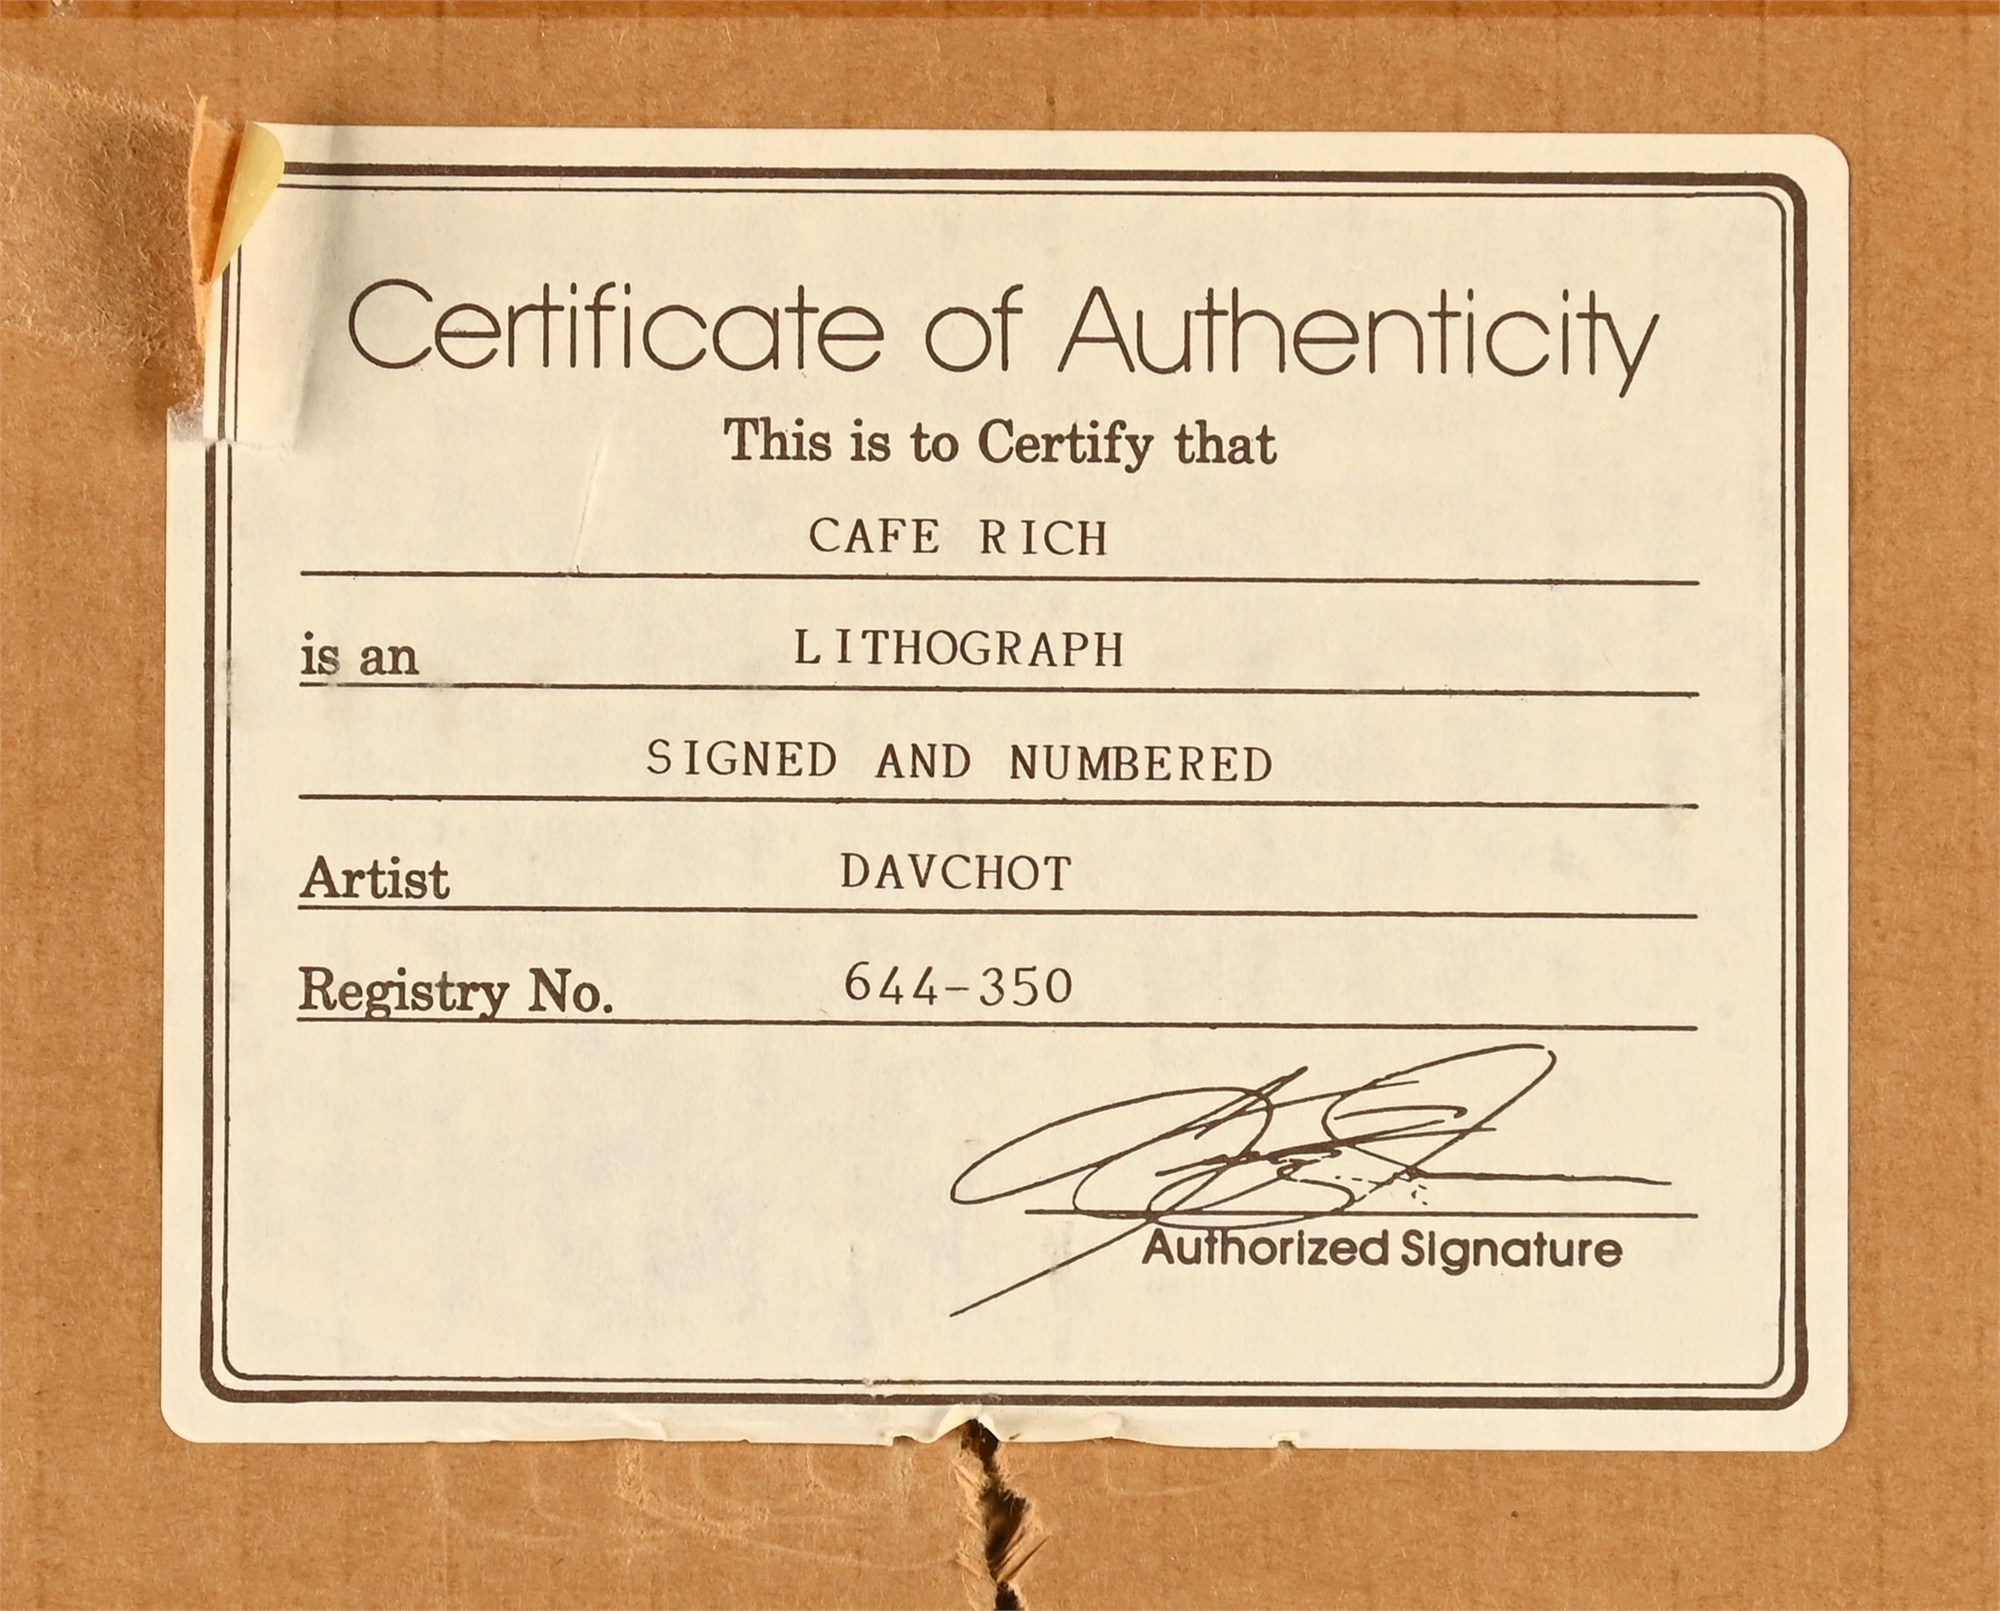 Certificate of Authenticity
This is to Certify that
CAFE RICH
is an LITHOGRAPH
SIGNED AND NUMBERED
Artist DAVCHOT
Registry No. 644-350
Authorized Signature